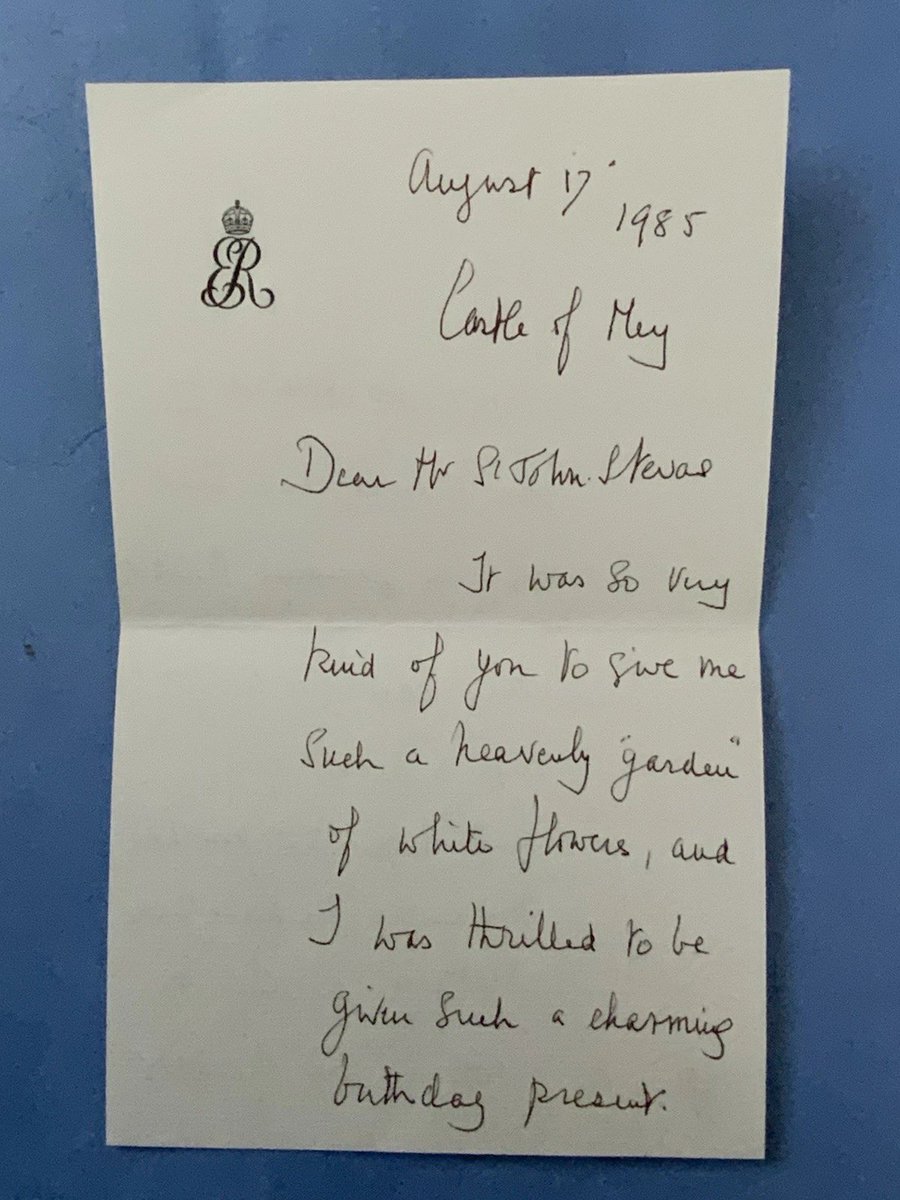 August 17
1985
ER
Castle of Mey
Dear Mr St John. Stevas
It was so very
kind of you to give me
such a heavenly "garden"
of white flowers, and
I was thrilled to be
given such a charming
birthday present.